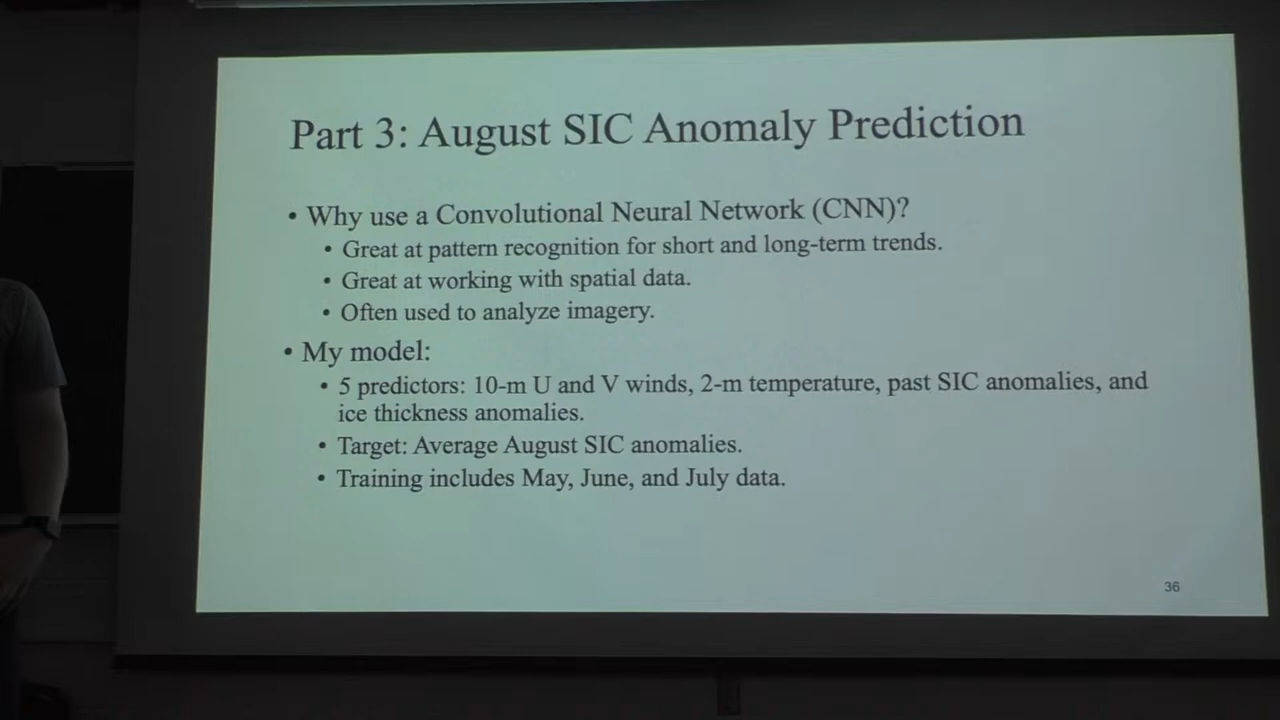 Part 3: August SIC Anomaly Prediction
• Why use a Convolutional Neural Network (CNN)?
• Great at pattern recognition for short and long-term trends.
• Great at working with spatial data.
• Often used to analyze imagery.
• My model:
• 5 predictors: 10-m U and V winds, 2-m temperature, past SIC anomalies, and
ice thickness anomalies.
• Target: Average August SIC anomalies.
• Training includes May, June, and July data.
36